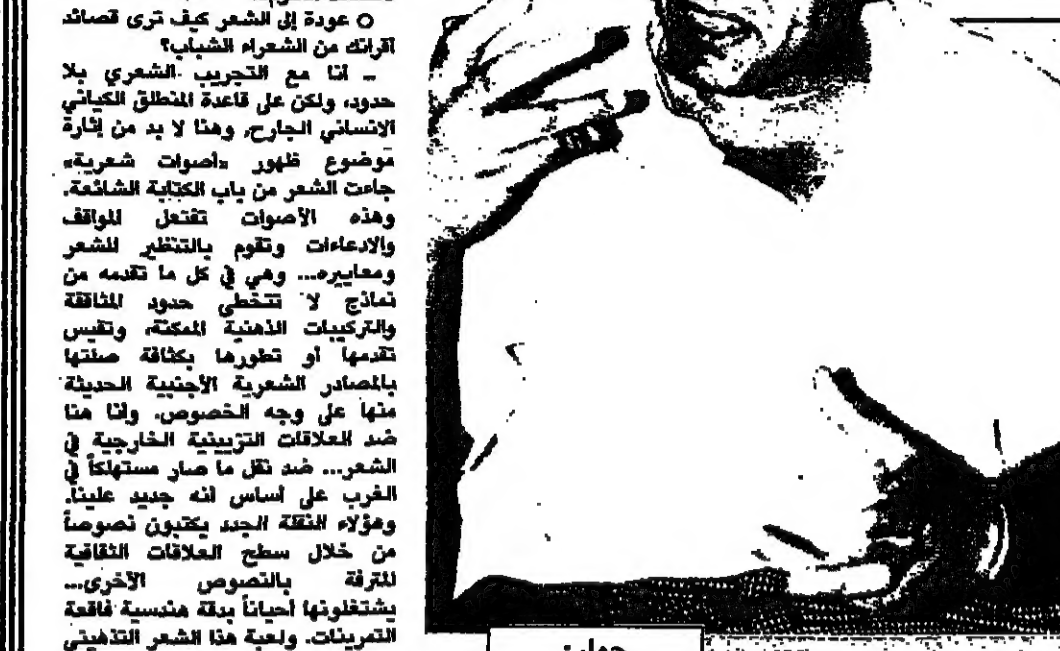 ○ عودة إلى الشعر كيف ترى قصائد
أقرانك من الشعراء الشباب؟
ـ أنا مع التجريب الشعري بلا
حدود، ولكن على قاعدة المنطلق الكياني
الانساني الجارح، وهنا لا بد من إثارة
موضوع ظهور «أصوات شعرية»
جاءت الشعر من باب الكتابة الشائعة.
وهذه الأصوات تفتعل المواقف
والادعاءات وتقوم بالتنظير للشعر
ومعاييره... وهي في كل ما تقدمه من
نماذج لا تتخطى حدود المثاقفة
والتركيبات الذهنية الممكنة، وتقيس
تقدمها أو تطورها بكثافة صلتها
بالمصادر الشعرية الأجنبية الحديثة
منها على وجه الخصوص. وأنا هنا
ضد العلاقات التزيينية الخارجية في
الشعر... ضد نقل ما صار مستهلكاً في
الغرب على أساس أنه جديد علينا.
وهؤلاء النقلة الجدد يكتبون نصوصاً
من خلال سطح العلاقات الثقافية
المترفة بالنصوص الأخرى...
يشتغلونها أحياناً بدقة هندسية فاقعة
التمرينات. ولعبة هذا الشعر التذهيني